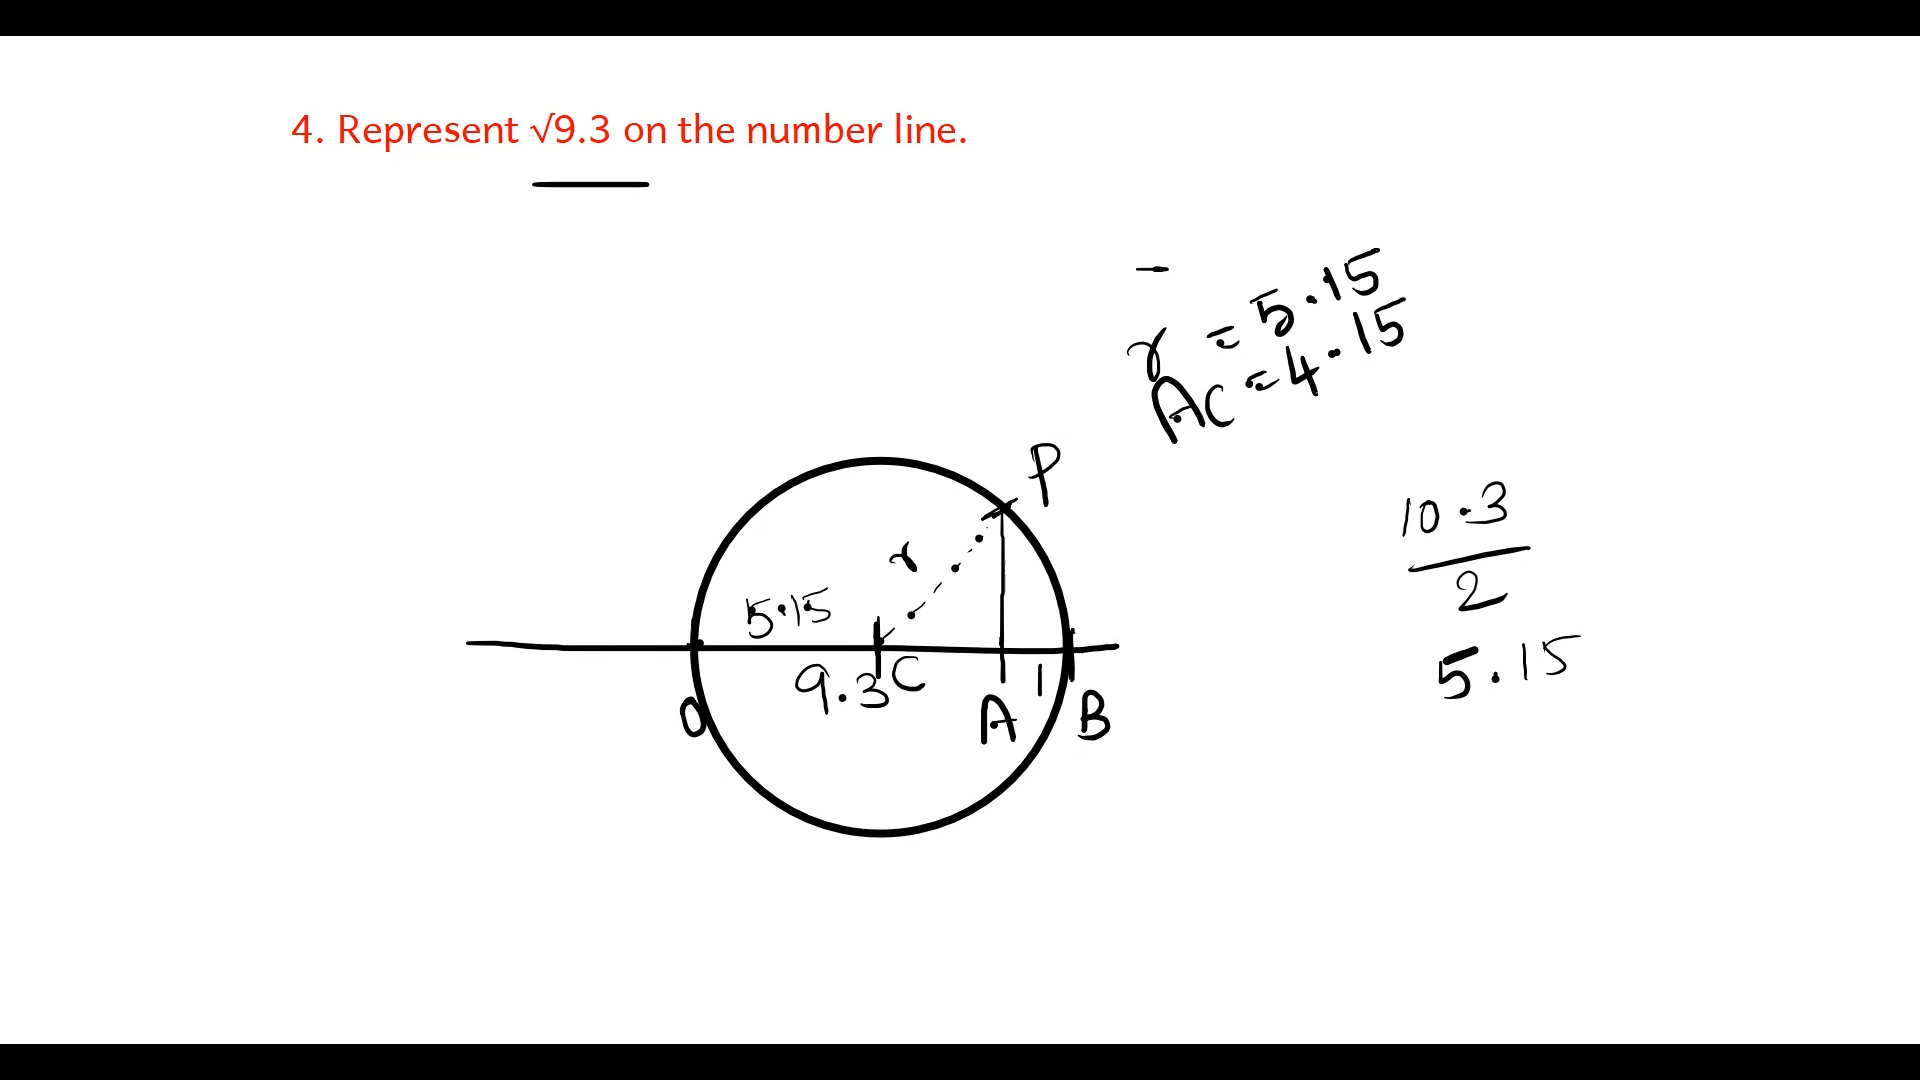 4. Represent √9.3 on the number line.
r = 5.15
AC = 4.15
P
10.3
2
r
5.15
5.15
9.3 C
1
O
A
B